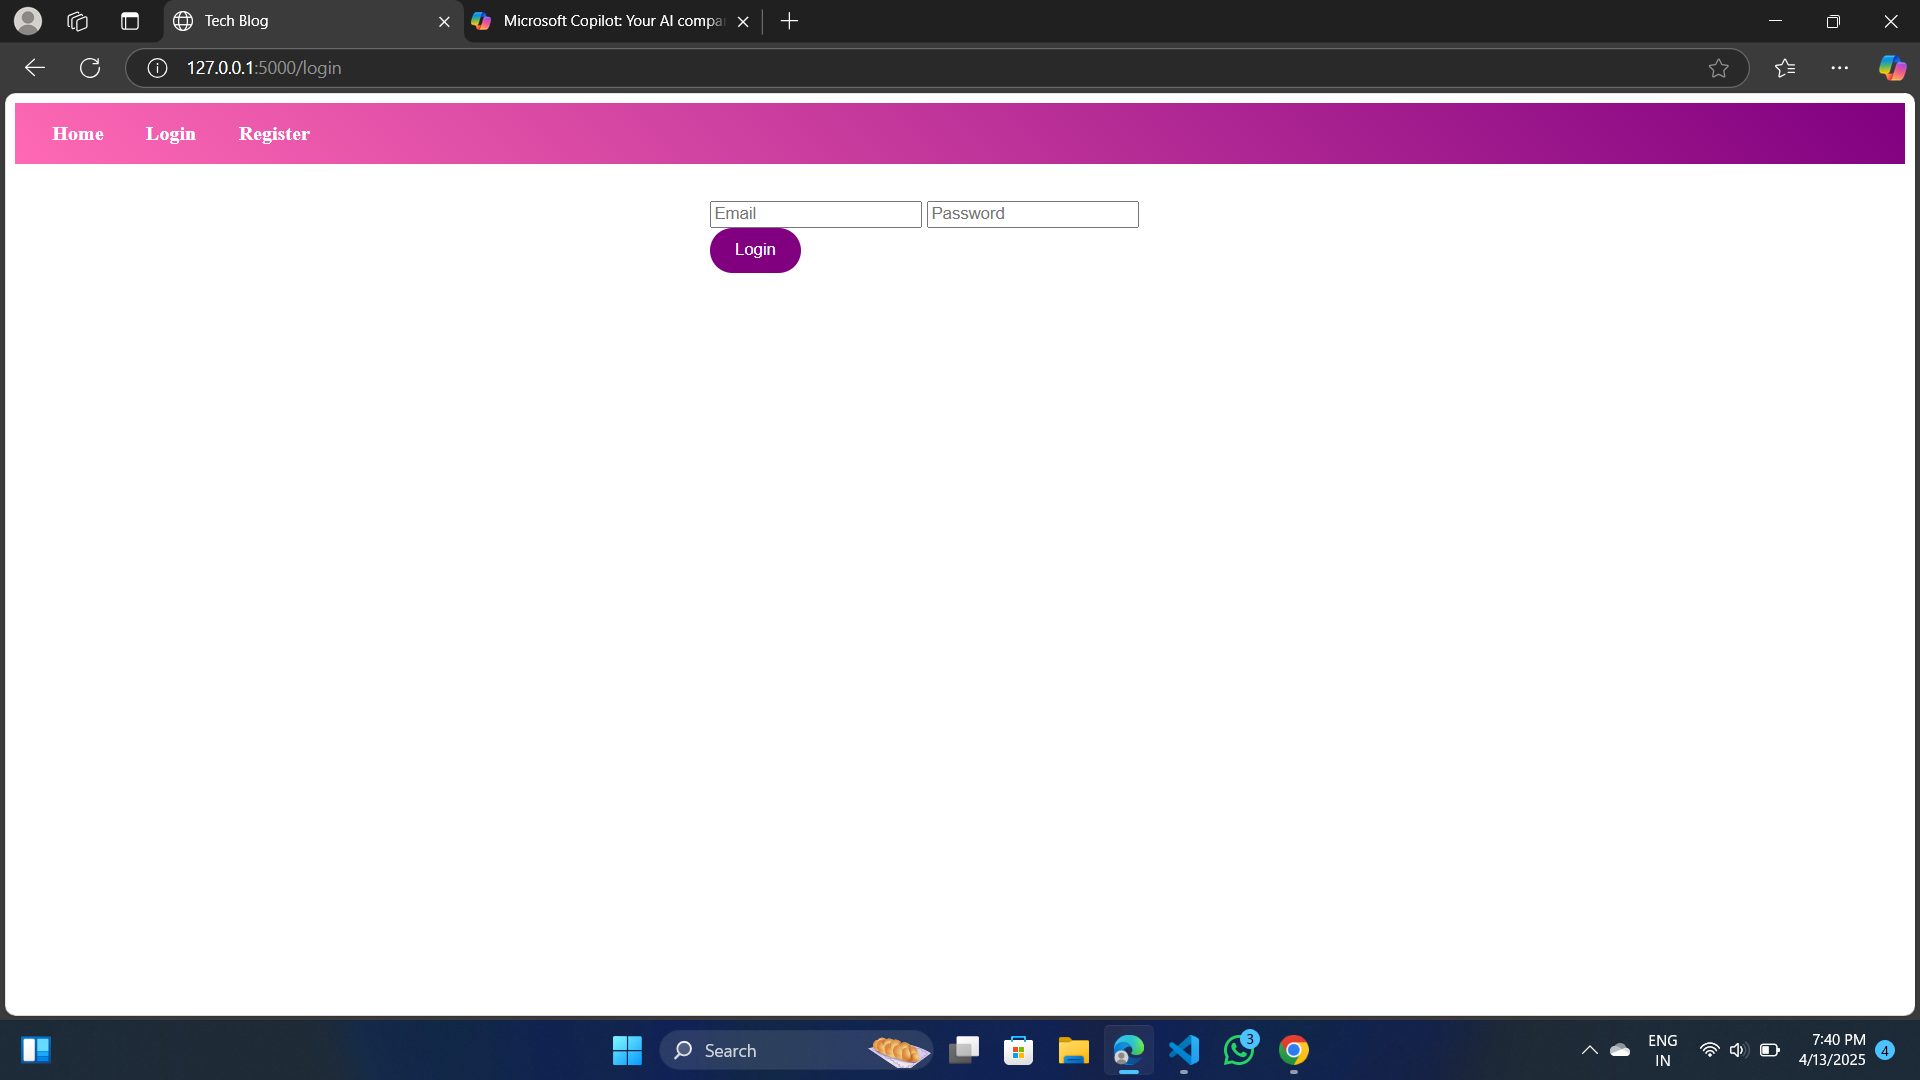 Tech Blog
Microsoft Copilot: Your AI compa
127.0.0.1:5000/login
Home Login Register
Email Password
Login
Search
3
ENG
IN
7:40 PM
4/13/2025
4